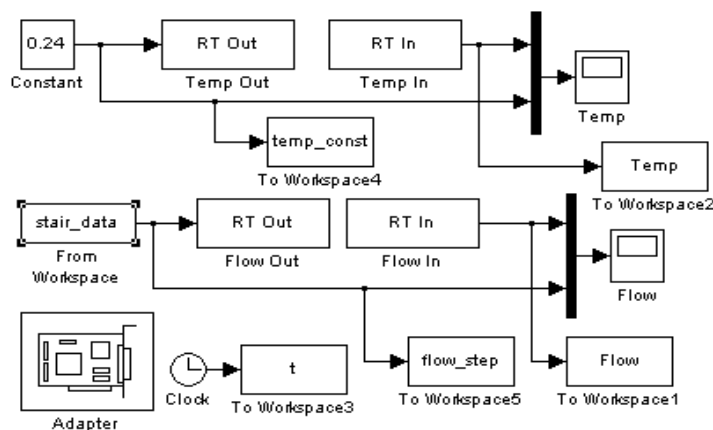 0.24
Constant
RT Out
Temp Out
RT In
Temp In
Temp
temp_const
To Workspace4
Temp
To Workspace2
stair_data
From
Workspace
RT Out
Flow Out
RT In
Flow In
Flow
Adapter
Clock
t
To Workspace3
flow_step
To Workspace5
Flow
To Workspace1